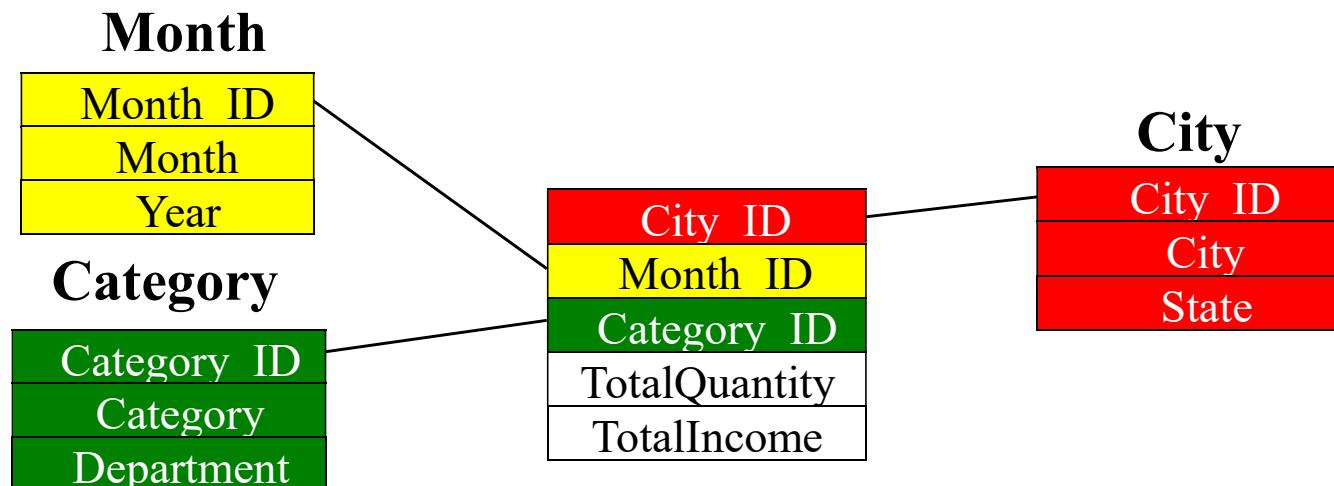 Month
Month_ID
Month
Year
Category
Category_ID
Category
Department
City_ID
Month_ID
Category_ID
TotalQuantity
TotalIncome
City
City_ID
City
State